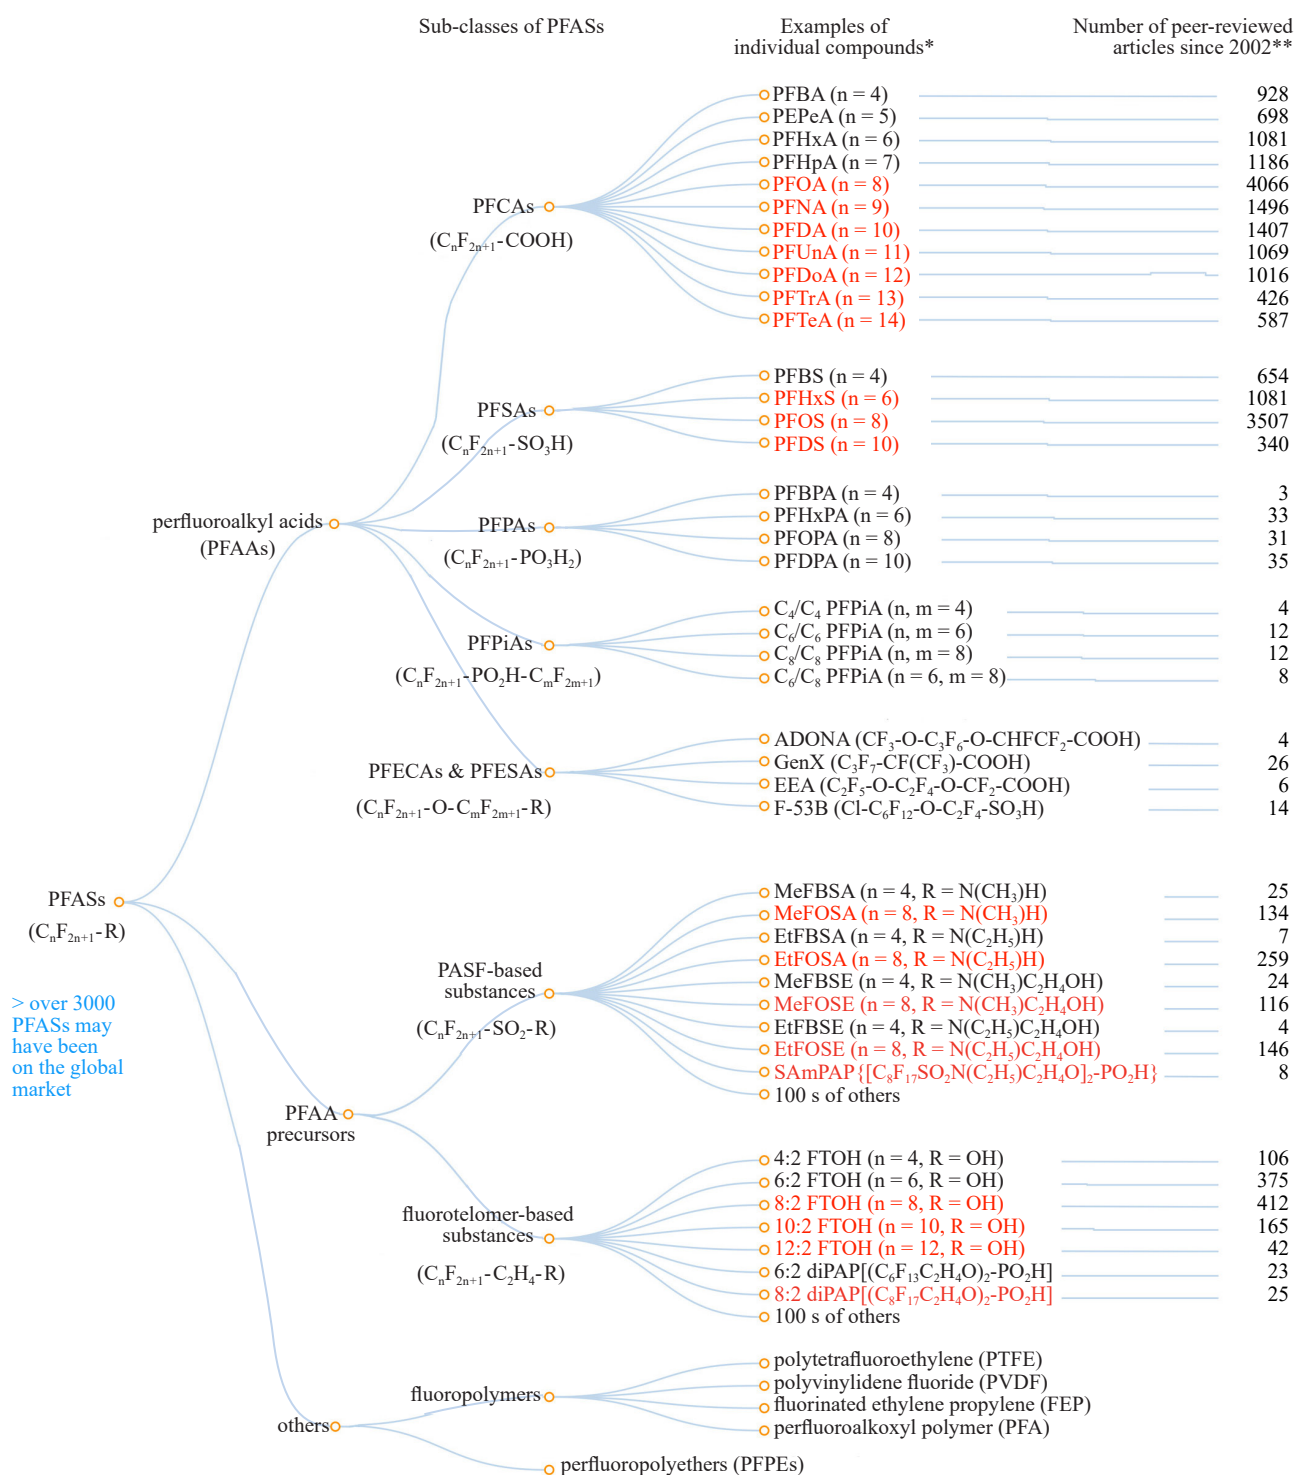 Sub-classes of PFASs
Examples of
individual compounds*
Number of peer-reviewed
articles since 2002**
PFBA (n = 4) 928
PEPeA (n = 5) 698
PFHxA (n = 6) 1081
PFHpA (n = 7) 1186
PFOA (n = 8) 4066
PFCAs
(CₙF₂ₙ₊₁-COOH)
PFNA (n = 9) 1496
PFDA (n = 10) 1407
PFUnA (n = 11) 1069
PFDoA (n = 12) 1016
PFTrA (n = 13) 426
PFTeA (n = 14) 587
PFSAs
(CₙF₂ₙ₊₁-SO₃H)
PFBS (n = 4) 654
PFHxS (n = 6) 1081
PFOS (n = 8) 3507
PFDS (n = 10) 340
perfluoroalkyl acids
(PFAAs)
PFPAs
(CₙF₂ₙ₊₁-PO₃H₂)
PFBPA (n = 4) 3
PFHxPA (n = 6) 33
PFOPA (n = 8) 31
PFDPA (n = 10) 35
PFPiAs
(CₙF₂ₙ₊₁-PO₂H-CₘF₂ₘ₊₁)
C₄/C₄ PFPiA (n, m = 4) 4
C₆/C₆ PFPiA (n, m = 6) 12
C₈/C₈ PFPiA (n, m = 8) 12
C₆/C₈ PFPiA (n = 6, m = 8) 8
PFECAs & PFESAs
(CₙF₂ₙ₊₁-O-CₘF₂ₘ₊₁-R)
ADONA (CF₃-O-C₃F₆-O-CHFCF₂-COOH) 4
GenX (C₃F₇-CF(CF₃)-COOH) 26
EEA (C₂F₅-O-C₂F₄-O-CF₂-COOH) 6
F-53B (Cl-C₆F₁₂-O-C₂F₄-SO₃H) 14
PFASs
(CₙF₂ₙ₊₁-R)
> over 3000
PFASs may
have been
on the global
market
PFAA
precursors
PASF-based
substances
(CₙF₂ₙ₊₁-SO₂-R)
MeFBSA (n = 4, R = N(CH₃)H) 25
MeFOSA (n = 8, R = N(CH₃)H) 134
EtFBSA (n = 4, R = N(C₂H₅)H) 7
EtFOSA (n = 8, R = N(C₂H₅)H) 259
MeFBSE (n = 4, R = N(CH₃)C₂H₄OH) 24
MeFOSE (n = 8, R = N(CH₃)C₂H₄OH) 116
EtFBSE (n = 4, R = N(C₂H₅)C₂H₄OH) 4
EtFOSE (n = 8, R = N(C₂H₅)C₂H₄OH) 146
SAmPAP{[C₈F₁₇SO₂N(C₂H₅)C₂H₄O]₂-PO₂H} 8
100 s of others
fluorotelomer-based
substances
(CₙF₂ₙ₊₁-C₂H₄-R)
4:2 FTOH (n = 4, R = OH) 106
6:2 FTOH (n = 6, R = OH) 375
8:2 FTOH (n = 8, R = OH) 412
10:2 FTOH (n = 10, R = OH) 165
12:2 FTOH (n = 12, R = OH) 42
6:2 diPAP[(C₆F₁₃C₂H₄O)₂-PO₂H] 23
8:2 diPAP[(C₈F₁₇C₂H₄O)₂-PO₂H] 25
100 s of others
others
fluoropolymers
polytetrafluoroethylene (PTFE)
polyvinylidene fluoride (PVDF)
fluorinated ethylene propylene (FEP)
perfluoroalkoxyl polymer (PFA)
perfluoropolyethers (PFPEs)